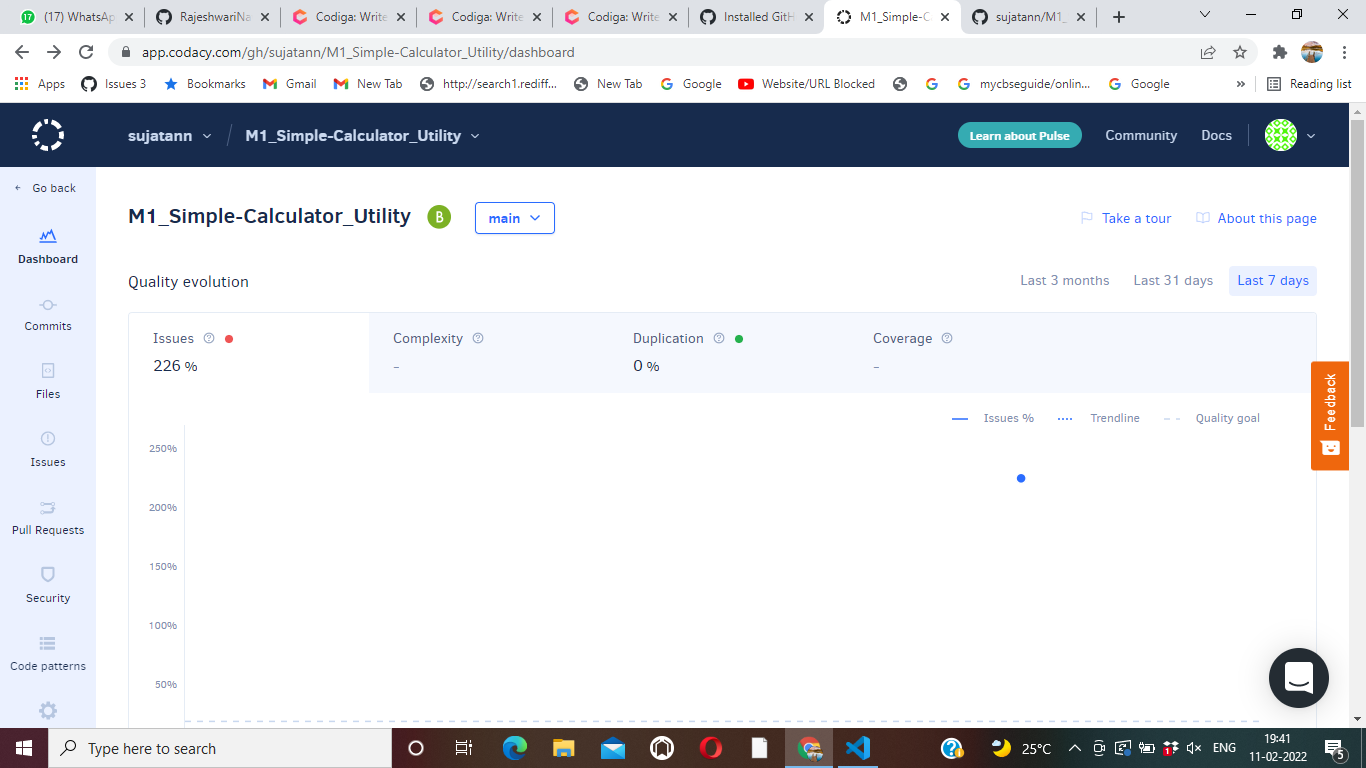 (17) WhatsAp
RajeshwariNa
Codiga: Write
Codiga: Write
Codiga: Write
Installed GitH
M1_Simple-C
sujatann/M1_
app.codacy.com/gh/sujatann/M1_Simple-Calculator_Utility/dashboard
Apps
Issues 3
Bookmarks
Gmail
New Tab
http://search1.rediff...
New Tab
Google
Website/URL Blocked
mycbseguide/onlin...
Google
»
Reading list
sujatann / M1_Simple-Calculator_Utility
Learn about Pulse
Community
Docs
Go back
Dashboard
Commits
Files
Issues
Pull Requests
Security
Code patterns
M1_Simple-Calculator_Utility B
main
Take a tour
About this page
Quality evolution
Last 3 months
Last 31 days
Last 7 days
Issues
226 %
Complexity
-
Duplication
0 %
Coverage
-
Issues %
Trendline
Quality goal
250%
200%
150%
100%
50%
Feedback
Type here to search
25°C
ENG
19:41
11-02-2022
5